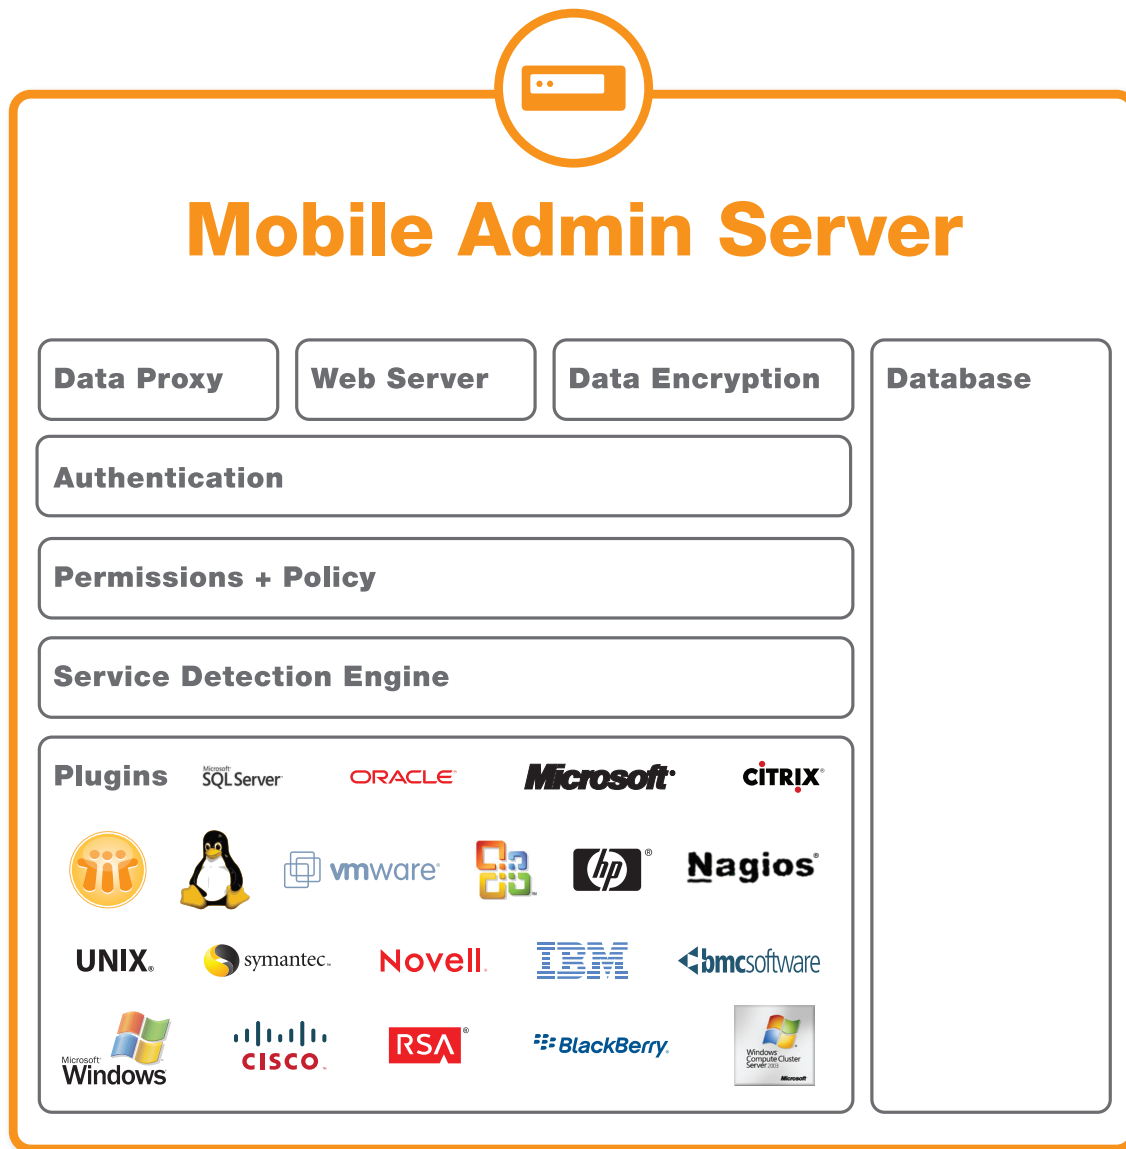 Mobile Admin Server
Data Proxy
Web Server
Data Encryption
Database
Authentication
Permissions + Policy
Service Detection Engine
Plugins
Microsoft
SQL Server
ORACLE
Microsoft
CITRIX
vmware
hp
Nagios
UNIX
symantec
Novell
IBM
bmcsoftware
Microsoft
Windows
CISCO
RSA
BlackBerry
Windows
Compute Cluster
Server 2003
Microsoft